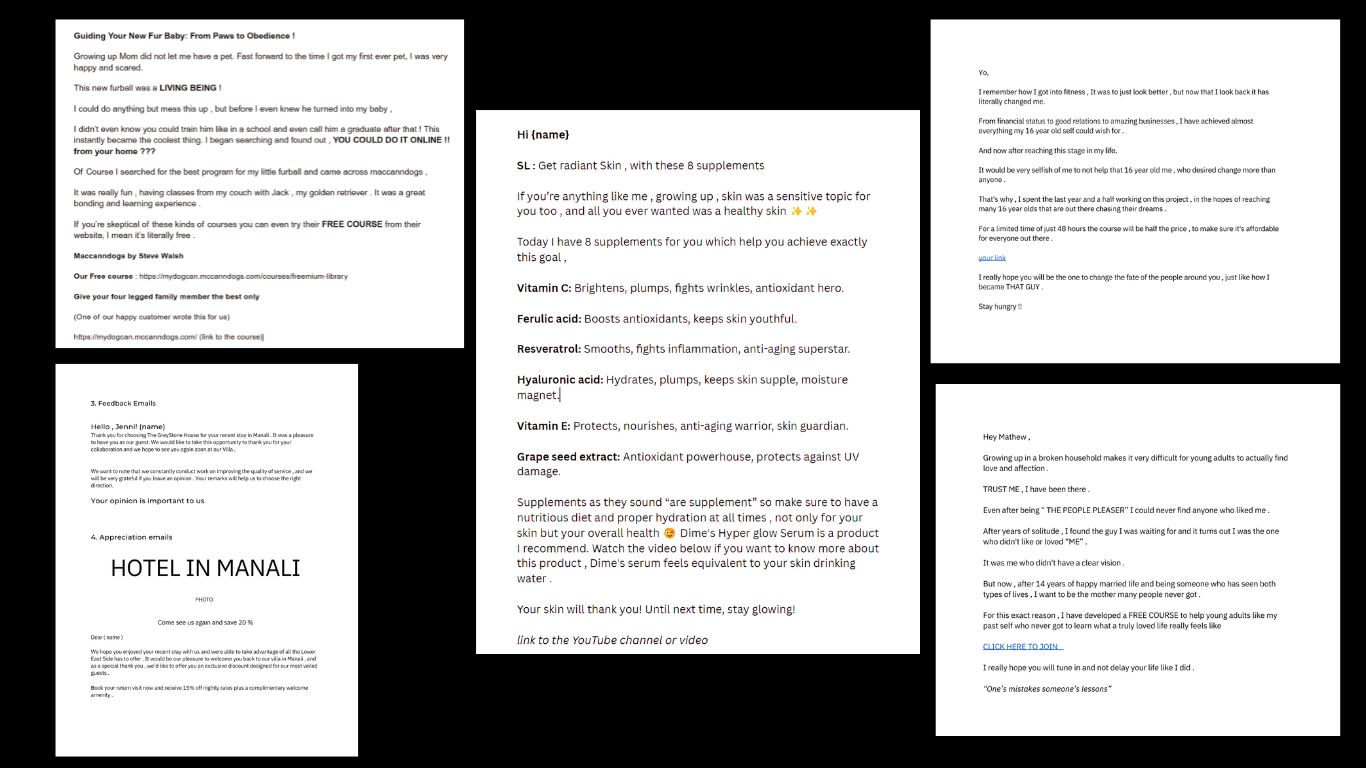 Guiding Your New Fur Baby: From Paws to Obedience !
Growing up Mom did not let me have a pet. Fast forward to the time I got my first ever pet, I was very
happy and scared.
This new furball was a LIVING BEING !
I could do anything but mess this up , but before I even knew he turned into my baby ,
I didn't even know you could train him like in a school and even call him a graduate after that ! This
instantly became the coolest thing. I began searching and found out , YOU COULD DO IT ONLINE !!
from your home ???
Of Course I searched for the best program for my little furball and came across maccanndogs ,
It was really fun , having classes from my couch with Jack , my golden retriever . It was a great
bonding and learning experience .
If you're skeptical of these kinds of courses you can even try their FREE COURSE from their
website, I mean it's literally free .
Maccanndogs by Steve Walsh
Our Free course : https://mydogcan.mccanndogs.com/courses/freemium-library
Give your four legged family member the best only
(One of our happy customer wrote this for us)
https://mydogcan.mccanndogs.com/ (link to the course)
3. Feedback Emails
Hello , Jenni! (name)
Thank you for choosing The GreyStone House for your recent stay in Manali . It was a pleasure
to have you as our guest. We would like to take this opportunity to thank you for your
collaboration and we hope to see you again soon at our Villa .
We want to note that we constantly conduct work on improving the quality of service , and we
will be very grateful if you leave an opinion . Your remarks will help us to choose the right
direction.
Your opinion is important to us
4. Appreciation emails
HOTEL IN MANALI
PHOTO
Come see us again and save 20 %
Dear ( name )
We hope you enjoyed your recent stay with us and were able to take advantage of all the Lower
East Side has to offer . It would be our pleasure to welcome you back to our villa in Manali , and
as a special thank you , we'd like to offer you an exclusive discount designed for our most valued
guests .
Book your return visit now and receive 15% off nightly rates plus a complimentary welcome
amenity .
Hi {name}
SL : Get radiant Skin , with these 8 supplements
If you're anything like me , growing up , skin was a sensitive topic for
you too , and all you ever wanted was a healthy skin ✨✨
Today I have 8 supplements for you which help you achieve exactly
this goal ,
Vitamin C: Brightens, plumps, fights wrinkles, antioxidant hero.
Ferulic acid: Boosts antioxidants, keeps skin youthful.
Resveratrol: Smooths, fights inflammation, anti-aging superstar.
Hyaluronic acid: Hydrates, plumps, keeps skin supple, moisture
magnet.
Vitamin E: Protects, nourishes, anti-aging warrior, skin guardian.
Grape seed extract: Antioxidant powerhouse, protects against UV
damage.
Supplements as they sound "are supplement" so make sure to have a
nutritious diet and proper hydration at all times , not only for your
skin but your overall health 😉 Dime's Hyper glow Serum is a product
I recommend. Watch the video below if you want to know more about
this product , Dime's serum feels equivalent to your skin drinking
water .
Your skin will thank you! Until next time, stay glowing!
link to the YouTube channel or video
Yo,
I remember how I got into fitness , It was to just look better , but now that I look back it has
literally changed me.
From financial status to good relations to amazing businesses , I have achieved almost
everything my 16 year old self could wish for .
And now after reaching this stage in my life.
It would be very selfish of me to not help that 16 year old me , who desired change more than
anyone .
That's why , I spent the last year and a half working on this project , in the hopes of reaching
many 16 year olds that are out there chasing their dreams .
For a limited time of just 48 hours the course will be half the price , to make sure it's affordable
for everyone out there .
your link
I really hope you will be the one to change the fate of the people around you , just like how I
became THAT GUY .
Stay hungry !!
Hey Mathew ,
Growing up in a broken household makes it very difficult for young adults to actually find
love and affection .
TRUST ME , I have been there .
Even after being " THE PEOPLE PLEASER" I could never find anyone who liked me .
After years of solitude , I found the guy I was waiting for and it turns out I was the one
who didn't like or loved "ME" .
It was me who didn't have a clear vision .
But now , after 14 years of happy married life and being someone who has seen both
types of lives , I want to be the mother many people never got .
For this exact reason , I have developed a FREE COURSE to help young adults like my
past self who never got to learn what a truly loved life really feels like
CLICK HERE TO JOIN
I really hope you will tune in and not delay your life like I did .
"One's mistakes someone's lessons"